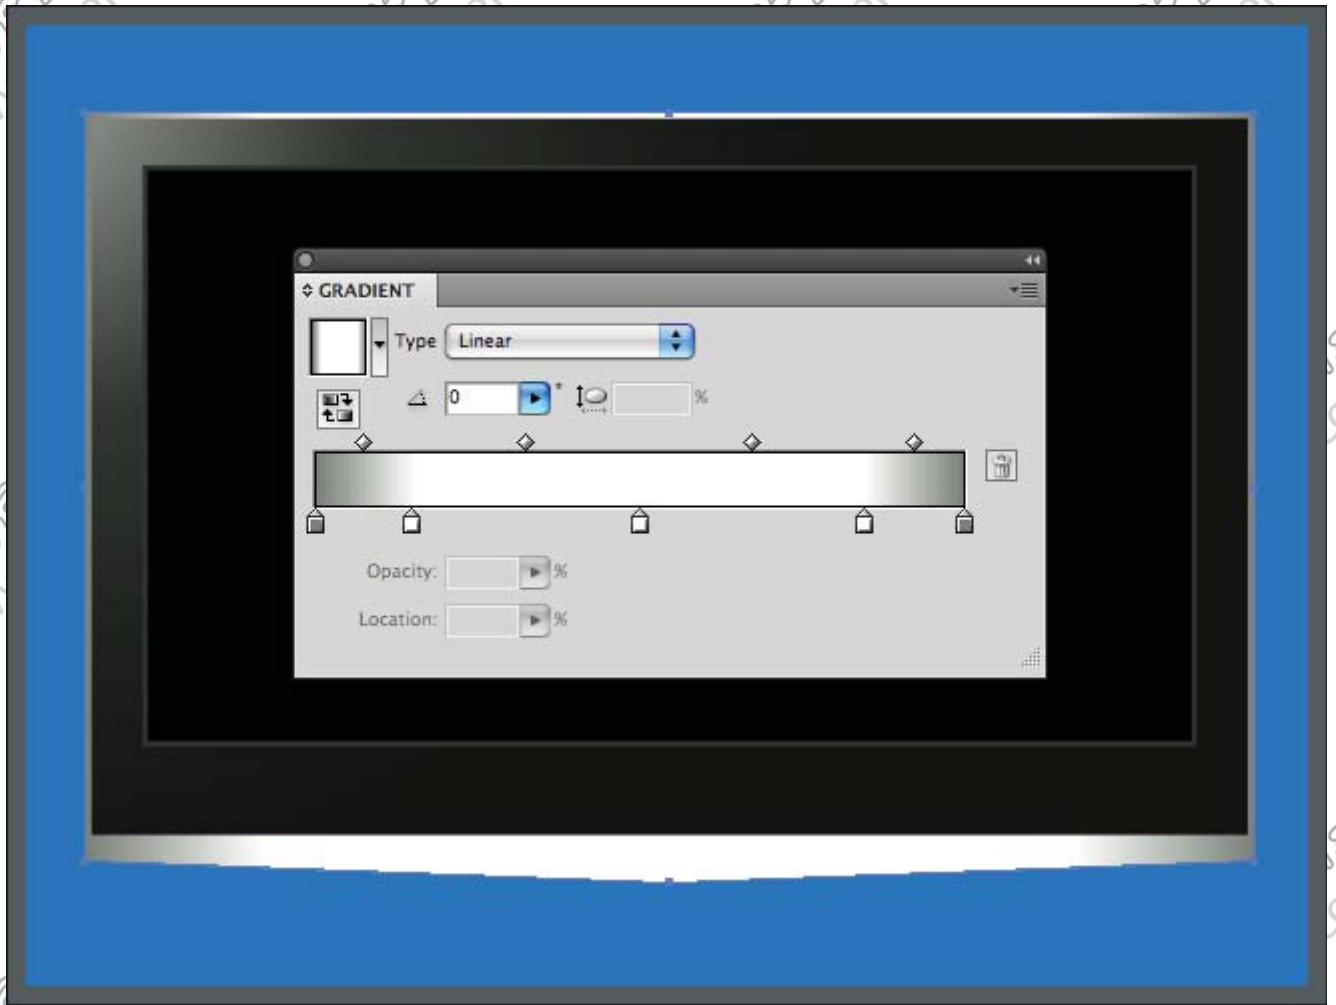 GRADIENT
Type Linear
0 ° %
Opacity: %
Location: %